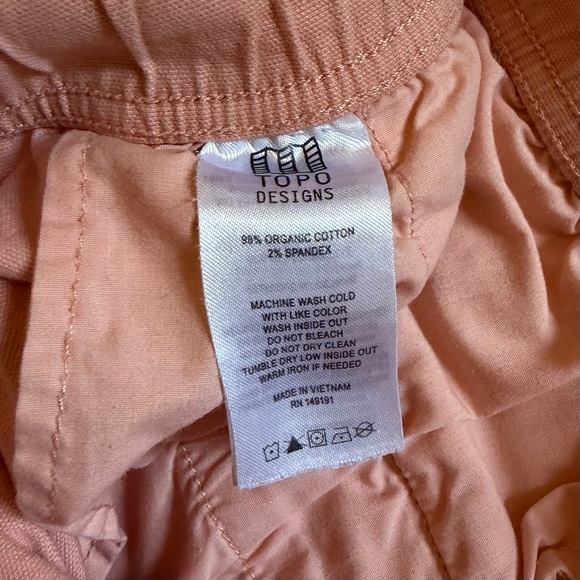 TOPO
DESIGNS
98% ORGANIC COTTON
2% SPANDEX
MACHINE WASH COLD
WITH LIKE COLOR
WASH INSIDE OUT
DO NOT BLEACH
DO NOT DRY CLEAN
TUMBLE DRY LOW INSIDE OUT
WARM IRON IF NEEDED
MADE IN VIETNAM
RN 149191